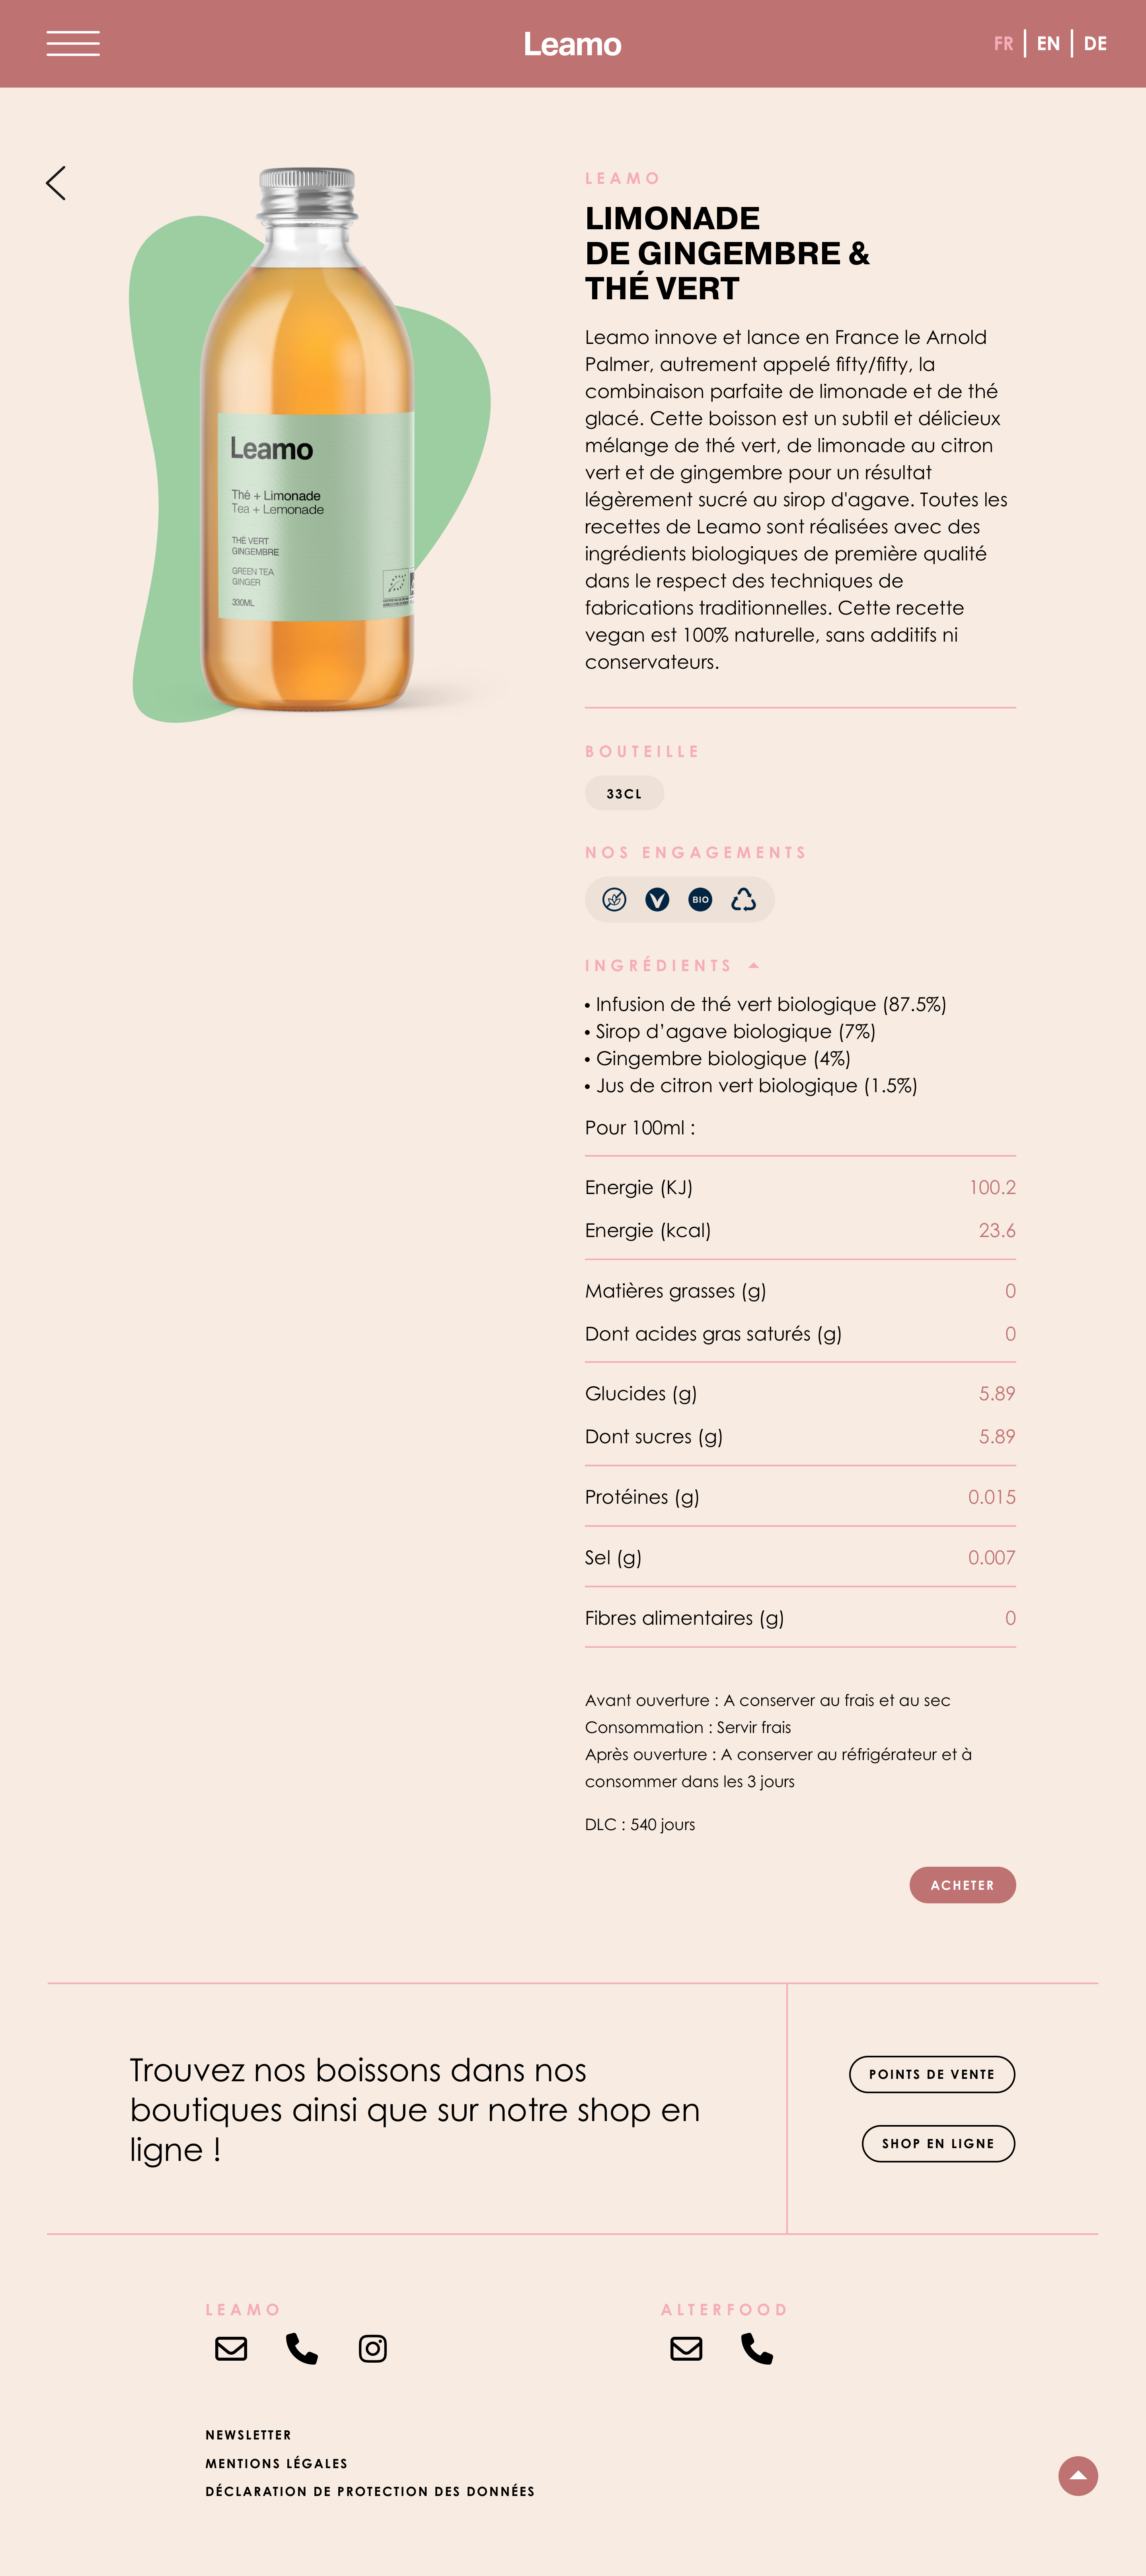 Leamo
FR | EN | DE
Leamo
Thé + Limonade
Tea + Lemonade
THÉ VERT
GINGEMBRE
GREEN TEA
GINGER
330ML
LEAMO
LIMONADE
DE GINGEMBRE &
THÉ VERT
Leamo innove et lance en France le Arnold
Palmer, autrement appelé fifty/fifty, la
combinaison parfaite de limonade et de thé
glacé. Cette boisson est un subtil et délicieux
mélange de thé vert, de limonade au citron
vert et de gingembre pour un résultat
légèrement sucré au sirop d'agave. Toutes les
recettes de Leamo sont réalisées avec des
ingrédients biologiques de première qualité
dans le respect des techniques de
fabrications traditionnelles. Cette recette
vegan est 100% naturelle, sans additifs ni
conservateurs.
BOUTEILLE
33CL
NOS ENGAGEMENTS
BIO
INGRÉDIENTS
• Infusion de thé vert biologique (87.5%)
• Sirop d’agave biologique (7%)
• Gingembre biologique (4%)
• Jus de citron vert biologique (1.5%)
Pour 100ml :
Energie (KJ) 100.2
Energie (kcal) 23.6
Matières grasses (g) 0
Dont acides gras saturés (g) 0
Glucides (g) 5.89
Dont sucres (g) 5.89
Protéines (g) 0.015
Sel (g) 0.007
Fibres alimentaires (g) 0
Avant ouverture : A conserver au frais et au sec
Consommation : Servir frais
Après ouverture : A conserver au réfrigérateur et à
consommer dans les 3 jours
DLC : 540 jours
ACHETER
Trouvez nos boissons dans nos
boutiques ainsi que sur notre shop en
ligne !
POINTS DE VENTE
SHOP EN LIGNE
LEAMO
ALTERFOOD
NEWSLETTER
MENTIONS LÉGALES
DÉCLARATION DE PROTECTION DES DONNÉES